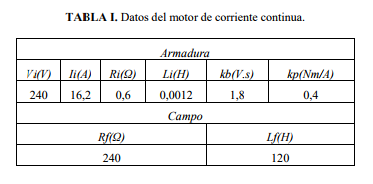 TABLA I. Datos del motor de corriente continua.
Armadura
Vi(V) Ii(A) Ri(Ω) Li(H) kb(V.s) kp(Nm/A)
240 16,2 0,6 0,0012 1,8 0,4
Campo
Rf(Ω) Lf(H)
240 120